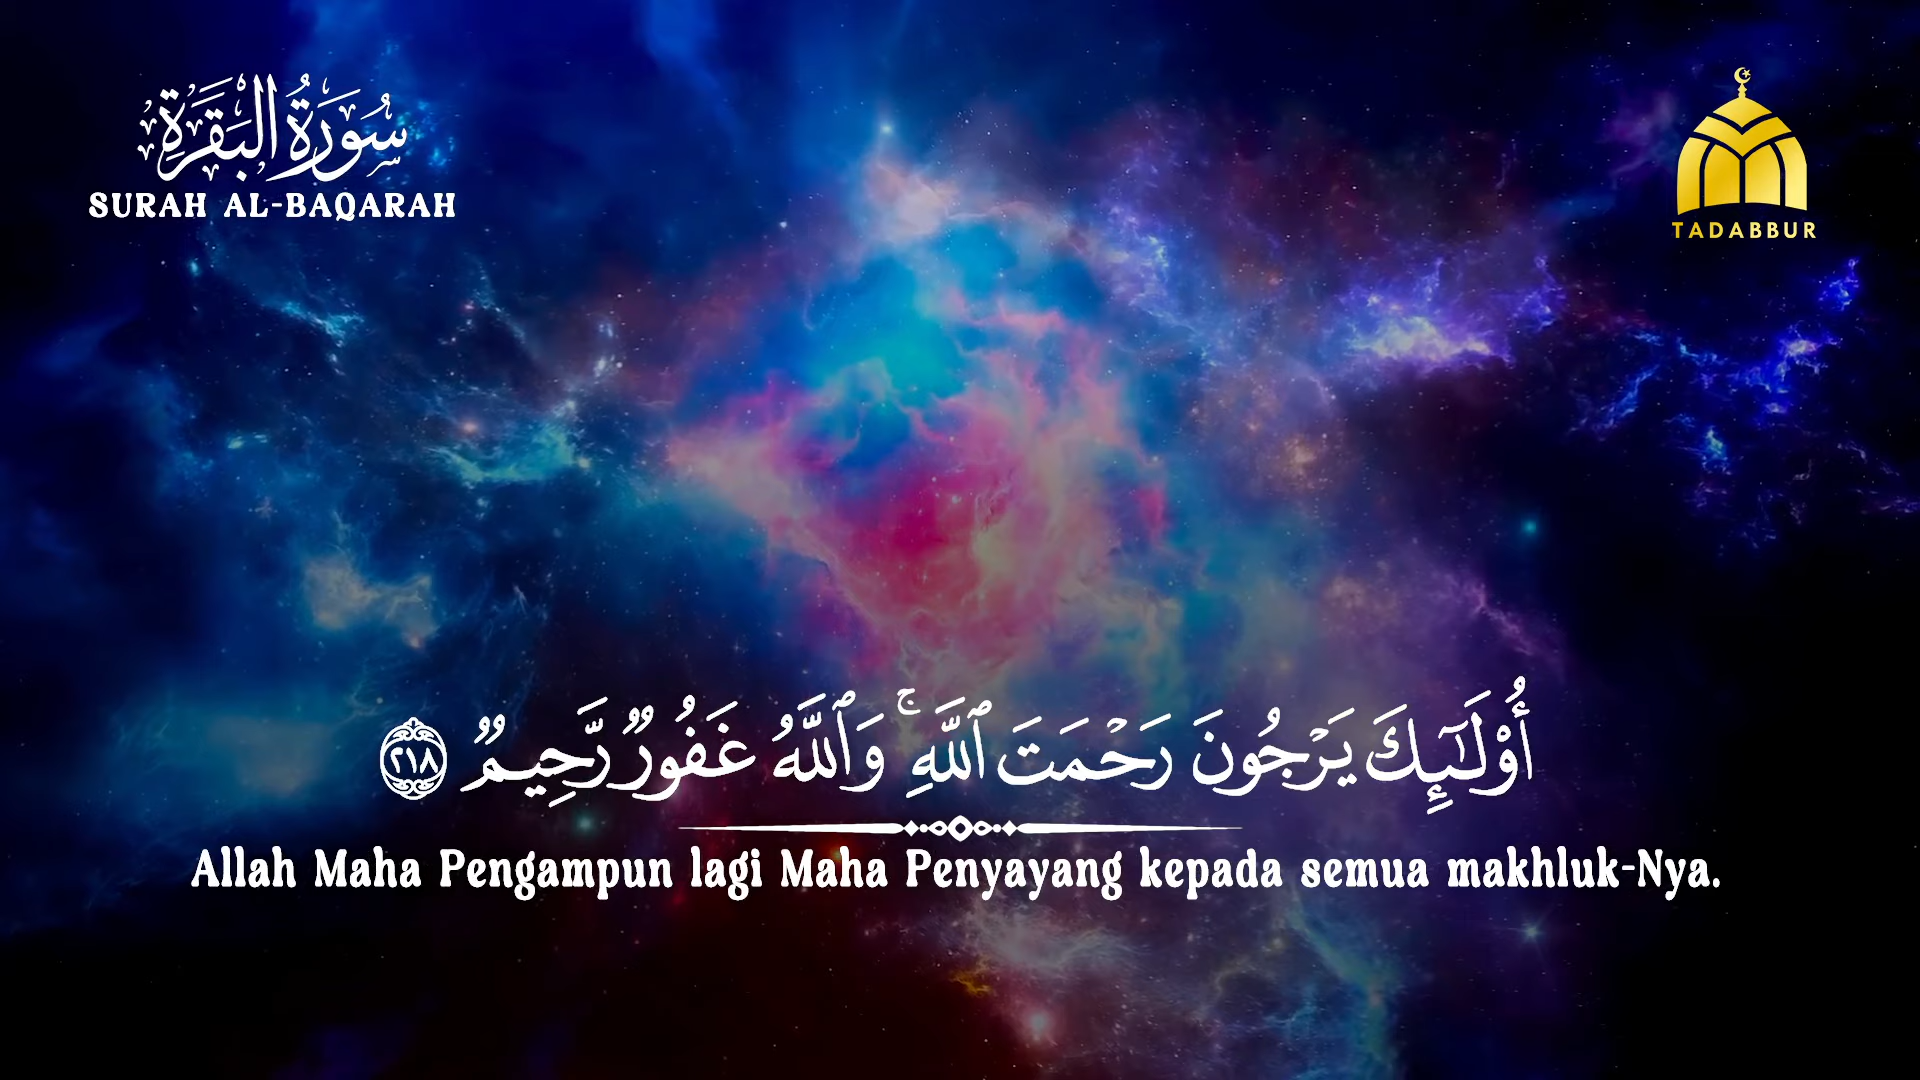 سُورَةُ الْبَقَرَةِ
SURAH AL-BAQARAH
TADABBUR
أُو۟لَـٰٓئِكَ يَرْجُونَ رَحْمَتَ ٱللَّهِ ۚ وَٱللَّهُ غَفُورٌ رَّحِيمٌ ٢١٨
Allah Maha Pengampun lagi Maha Penyayang kepada semua makhluk-Nya.